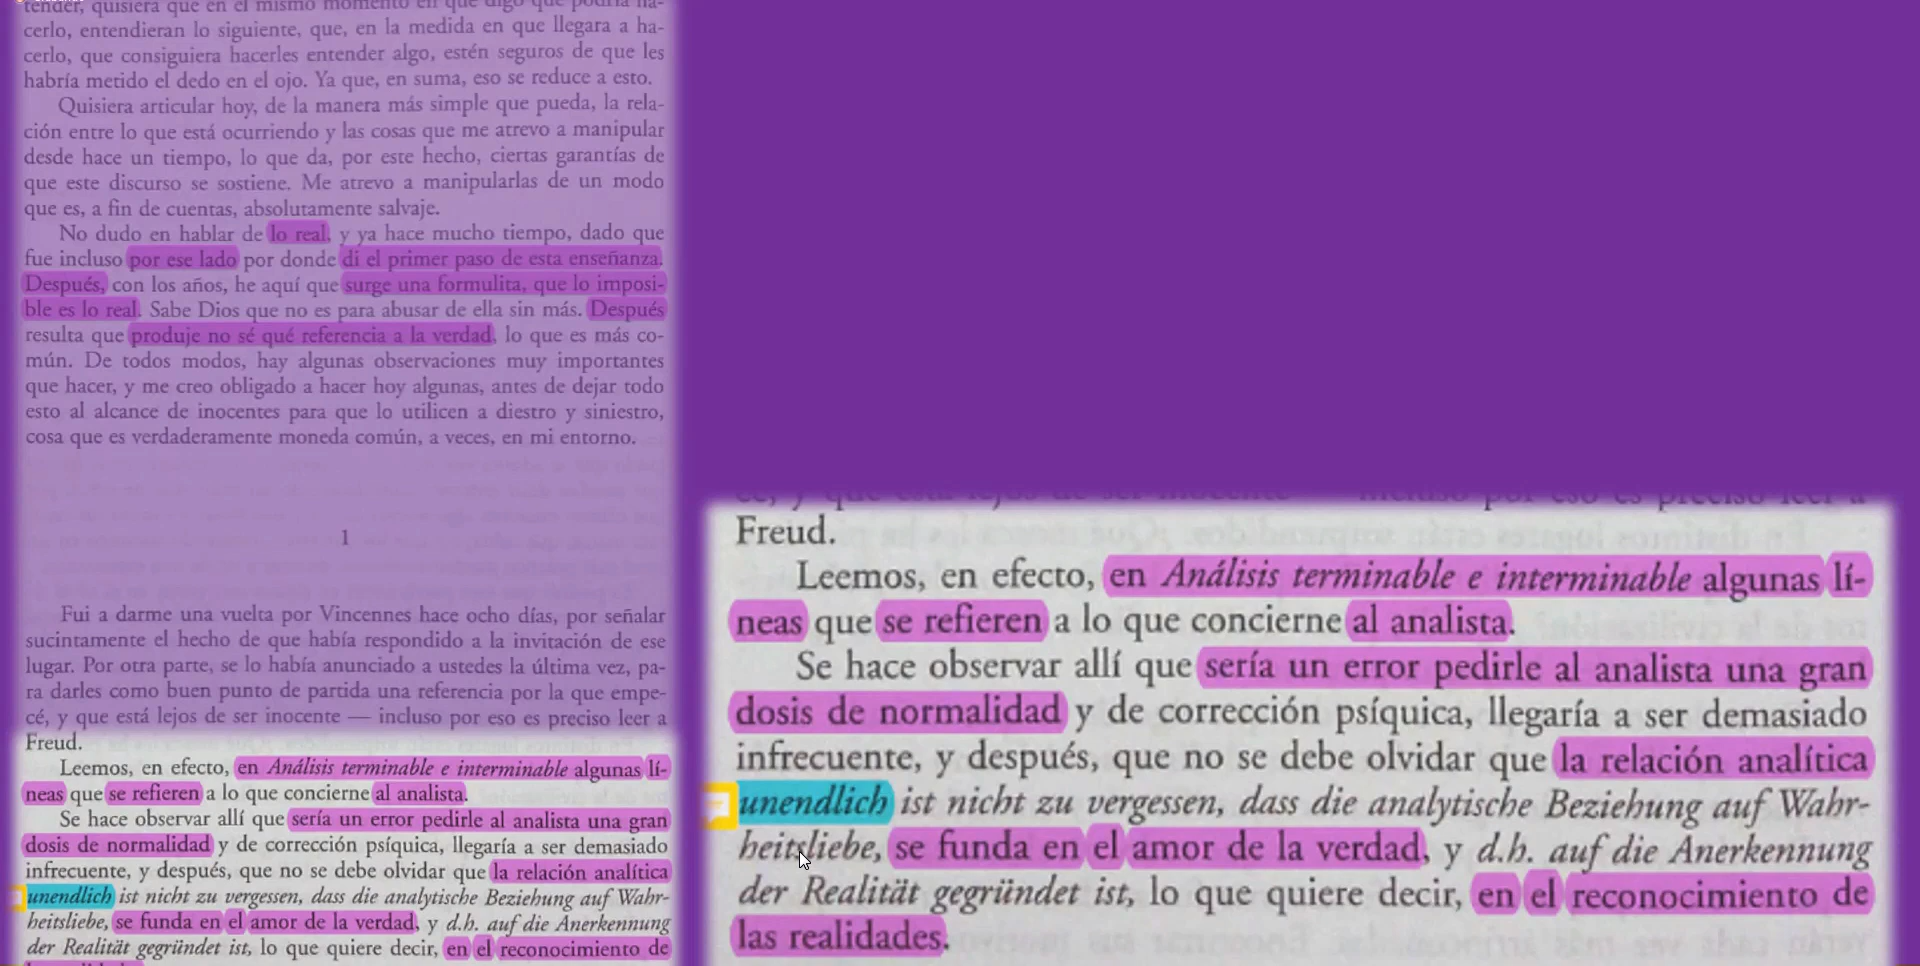 tender, quisiera que en el mismo momento en que algo que podría ha-
cerlo, entendieran lo siguiente, que, en la medida en que llegara a ha-
cerlo, que consiguiera hacerles entender algo, estén seguros de que les
habría metido el dedo en el ojo. Ya que, en suma, eso se reduce a esto.
Quisiera articular hoy, de la manera más simple que pueda, la rela-
ción entre lo que está ocurriendo y las cosas que me atrevo a manipular
desde hace un tiempo, lo que da, por este hecho, ciertas garantías de
que este discurso se sostiene. Me atrevo a manipularlas de un modo
que es, a fin de cuentas, absolutamente salvaje.
No dudo en hablar de lo real, y ya hace mucho tiempo, dado que
fue incluso por ese lado por donde di el primer paso de esta enseñanza.
Después, con los años, he aquí que surge una formulita, que lo imposi-
ble es lo real. Sabe Dios que no es para abusar de ella sin más. Después
resulta que produje no sé qué referencia a la verdad, lo que es más co-
mún. De todos modos, hay algunas observaciones muy importantes
que hacer, y me creo obligado a hacer hoy algunas, antes de dejar todo
esto al alcance de inocentes para que lo utilicen a diestro y siniestro,
cosa que es verdaderamente moneda común, a veces, en mi entorno.
1
Fui a darme una vuelta por Vincennes hace ocho días, por señalar
sucintamente el hecho de que había respondido a la invitación de ese
lugar. Por otra parte, se lo había anunciado a ustedes la última vez, pa-
ra darles como buen punto de partida una referencia por la que empe-
cé, y que está lejos de ser inocente — incluso por eso es preciso leer a
Freud.
Leemos, en efecto, en Análisis terminable e interminable algunas lí-
neas que se refieren a lo que concierne al analista.
Se hace observar allí que sería un error pedirle al analista una gran
dosis de normalidad y de corrección psíquica, llegaría a ser demasiado
infrecuente, y después, que no se debe olvidar que la relación analítica
unendlich ist nicht zu vergessen, dass die analytische Beziehung auf Wahr-
heitsliebe, se funda en el amor de la verdad, y d.h. auf die Anerkennung
der Realität gegründet ist, lo que quiere decir, en el reconocimiento de
cé, y que está lejos de ser inocente — incluso por eso es preciso leer a
Freud.
Leemos, en efecto, en Análisis terminable e interminable algunas lí-
neas que se refieren a lo que concierne al analista.
Se hace observar allí que sería un error pedirle al analista una gran
dosis de normalidad y de corrección psíquica, llegaría a ser demasiado
infrecuente, y después, que no se debe olvidar que la relación analítica
unendlich ist nicht zu vergessen, dass die analytische Beziehung auf Wahr-
heitsliebe, se funda en el amor de la verdad, y d.h. auf die Anerkennung
der Realität gegründet ist, lo que quiere decir, en el reconocimiento de
las realidades.